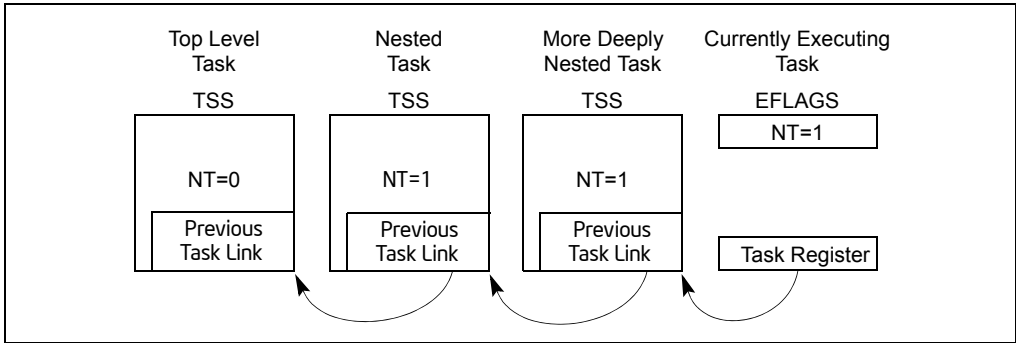 Top Level
Task
Nested
Task
More Deeply
Nested Task
Currently Executing
Task
TSS
TSS
TSS
EFLAGS
NT=1
NT=0
NT=1
NT=1
Previous
Task Link
Previous
Task Link
Previous
Task Link
Task Register